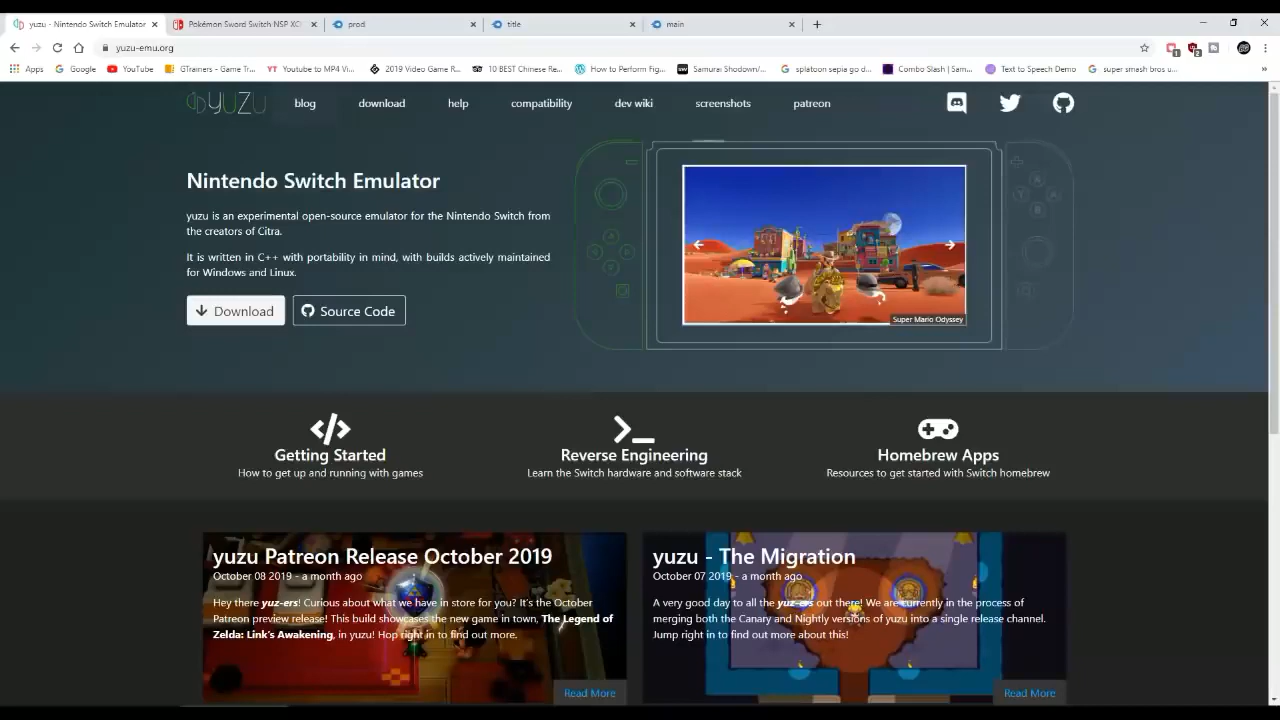 yuzu - Nintendo Switch Emulator
Pokémon Sword Switch NSP XC
prod
title
main
yuzu-emu.org
Apps
Google
YouTube
GTrainers - Game Tr...
Youtube to MP4 Vi...
2019 Video Game R...
10 BEST Chinese Re...
How to Perform Fig...
Samurai Shodown/...
splatoon sepia go d...
Combo Slash | Sam...
Text to Speech Demo
super smash bros u...
yuzu
blog
download
help
compatibility
dev wiki
screenshots
patreon
Nintendo Switch Emulator
yuzu is an experimental open-source emulator for the Nintendo Switch from
the creators of Citra.
It is written in C++ with portability in mind, with builds actively maintained
for Windows and Linux.
Download
Source Code
Super Mario Odyssey
Getting Started
How to get up and running with games
Reverse Engineering
Learn the Switch hardware and software stack
Homebrew Apps
Resources to get started with Switch homebrew
yuzu Patreon Release October 2019
October 08 2019 - a month ago
Hey there yuz-ers! Curious about what we have in store for you? It's the October
Patreon preview release! This build showcases the new game in town, The Legend of
Zelda: Link's Awakening, in yuzu! Hop right in to find out more.
Read More
yuzu - The Migration
October 07 2019 - a month ago
A very good day to all the yuz-ers out there! We are currently in the process of
merging both the Canary and Nightly versions of yuzu into a single release channel.
Jump right in to find out more about this!
Read More